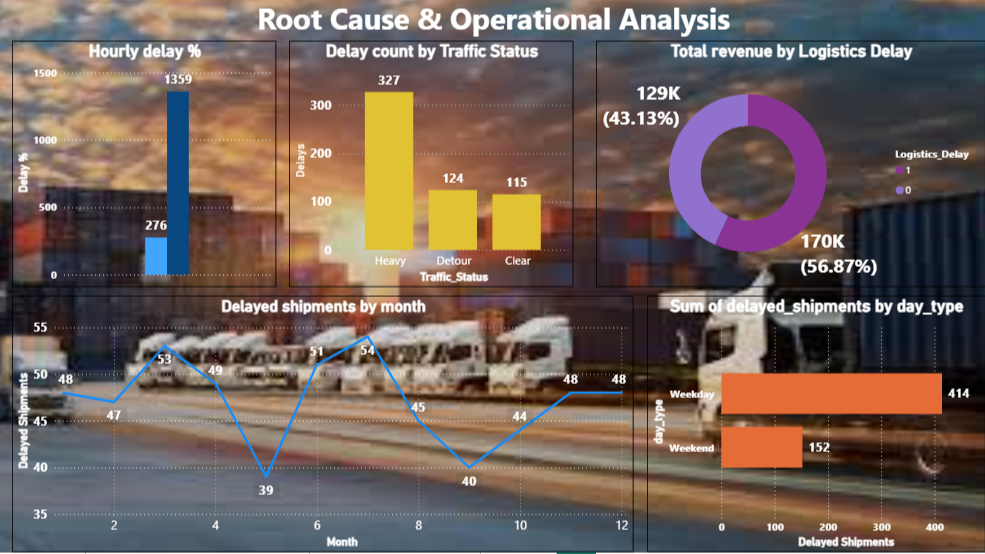 Root Cause & Operational Analysis
Hourly delay %
Delay %
1500
1000
500
0
276
1359
Delay count by Traffic Status
Delays
300
200
100
0
327
124
115
Heavy
Detour
Clear
Traffic_Status
Total revenue by Logistics Delay
129K
(43.13%)
170K
(56.87%)
Logistics_Delay
1
0
Delayed shipments by month
Delayed Shipments
55
50
45
40
35
48
47
53
49
39
51
54
45
40
44
48
48
2
4
6
8
10
12
Month
Sum of delayed_shipments by day_type
day_type
Weekday
414
Weekend
152
0
100
200
300
400
Delayed Shipments